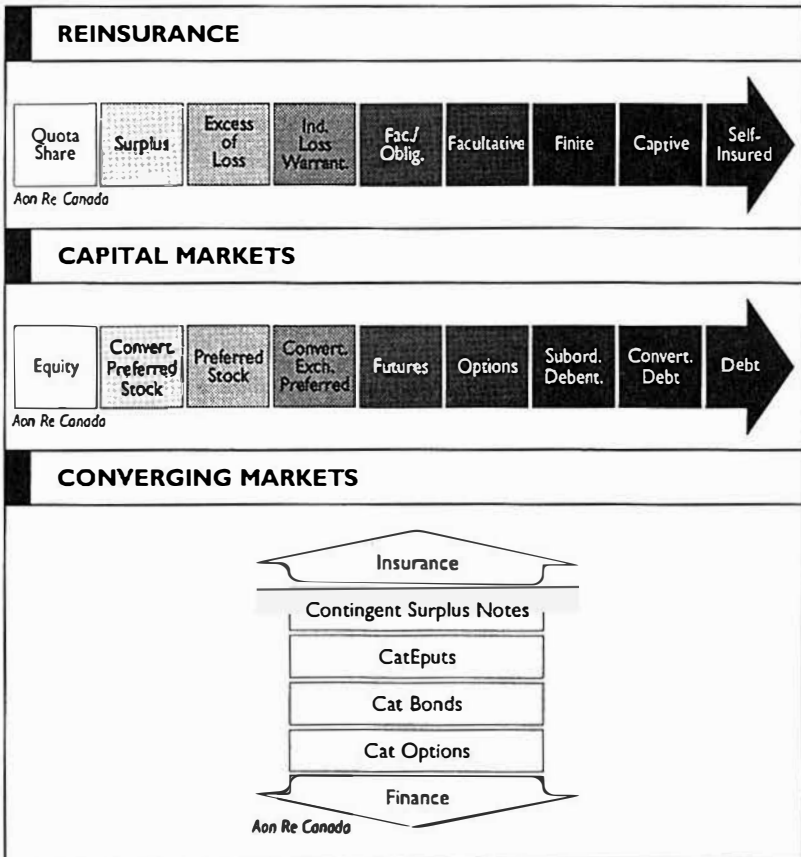 REINSURANCE
Quota
Share
Surplus
Excess
of
Loss
Ind.
Loss
Warrant.
Fac./
Oblig.
Facultative
Finite
Captive
Self-
Insured
Aon Re Canada
CAPITAL MARKETS
Equity
Convert.
Preferred
Stock
Preferred
Stock
Convert.
Exch.
Preferred
Futures
Options
Subord.
Debent.
Convert.
Debt
Debt
Aon Re Canada
CONVERGING MARKETS
Insurance
Contingent Surplus Notes
CatEputs
Cat Bonds
Cat Options
Finance
Aon Re Canada